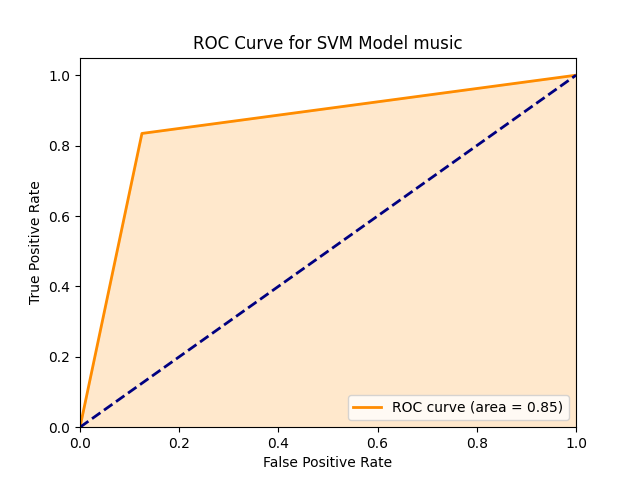 ROC Curve for SVM Model music
True Positive Rate
1.0
0.8
0.6
0.4
0.2
0.0
ROC curve (area = 0.85)
0.0 0.2 0.4 0.6 0.8 1.0
False Positive Rate